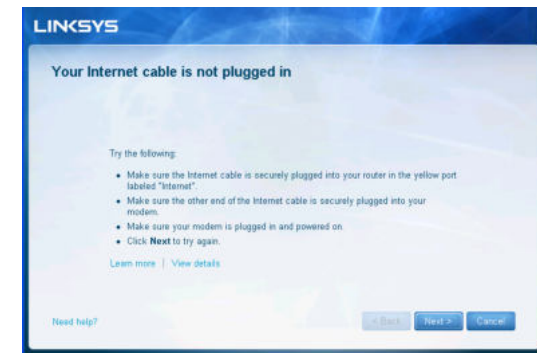 LINKSYS
Your Internet cable is not plugged in
Try the following:
• Make sure the Internet cable is securely plugged into your router in the yellow port
labeled "Internet".
• Make sure the other end of the Internet cable is securely plugged into your
modem.
• Make sure your modem is plugged in and powered on.
• Click Next to try again.
Learn more | View details
Need help? < Back Next > Cancel